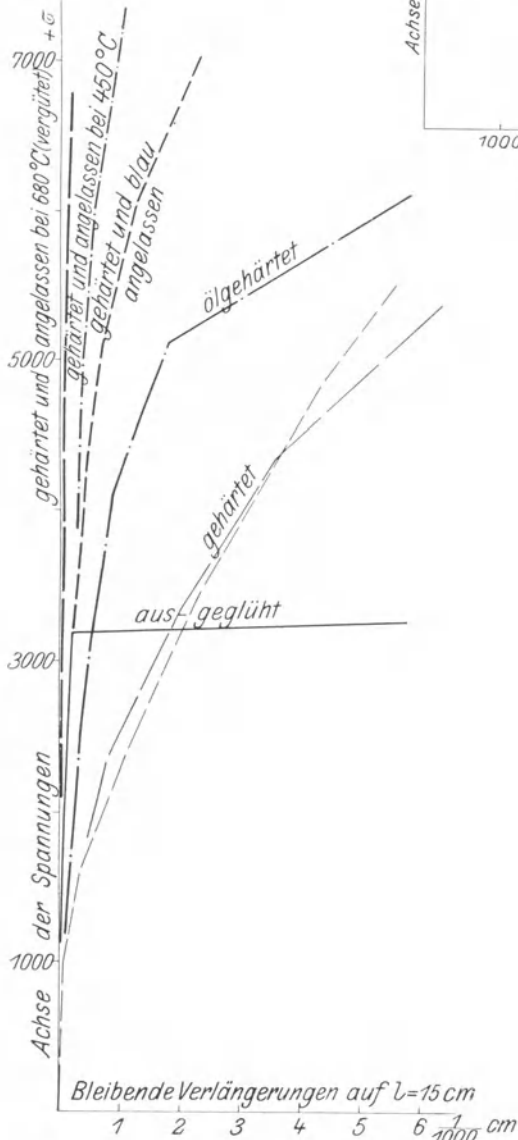 +σ
7000
5000
3000
1000
Achse der Spannungen
gehärtet und angelassen bei 680°C (vergütet)
gehärtet und angelassen bei 450°C
gehärtet und blau
angelassen
ölgehärtet
gehärtet
aus-geglüht
Bleibende Verlängerungen auf l=15cm
1 2 3 4 5 6 1/1000 cm
Achse
1000